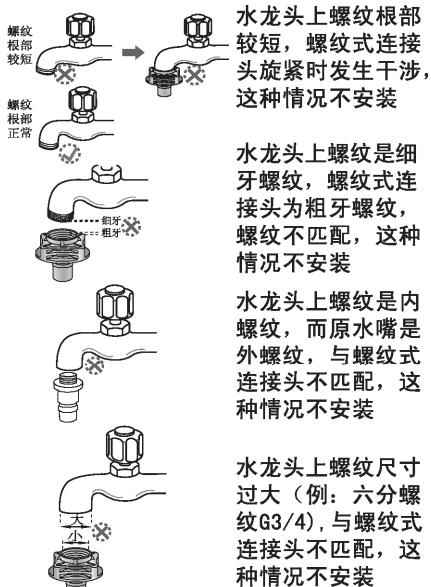 螺纹
根部
较短
水龙头上螺纹根部
较短，螺纹式连接
头旋紧时发生干涉，
这种情况不安装
螺纹
根部
正常
水龙头上螺纹是细
牙螺纹，螺纹式连
接头为粗牙螺纹，
螺纹不匹配，这种
情况不安装
细牙
粗牙
水龙头上螺纹是内
螺纹，而原水嘴是
外螺纹，与螺纹式
连接头不匹配，这
种情况不安装
水龙头上螺纹尺寸
过大（例：六分螺
纹G3/4），与螺纹式
连接头不匹配，这
种情况不安装
大
小